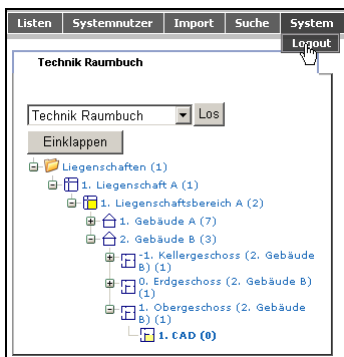 Listen Systemnutzer Import Suche System
Logout
Technik Raumbuch
Technik Raumbuch Los
Einklappen
Liegenschaften (1)
1. Liegenschaft A (1)
1. Liegenschaftsbereich A (2)
1. Gebäude A (7)
2. Gebäude B (3)
-1. Kellergeschoss (2. Gebäude
B) (1)
0. Erdgeschoss (2. Gebäude B)
(1)
1. Obergeschoss (2. Gebäude
B) (1)
1. CAD (0)